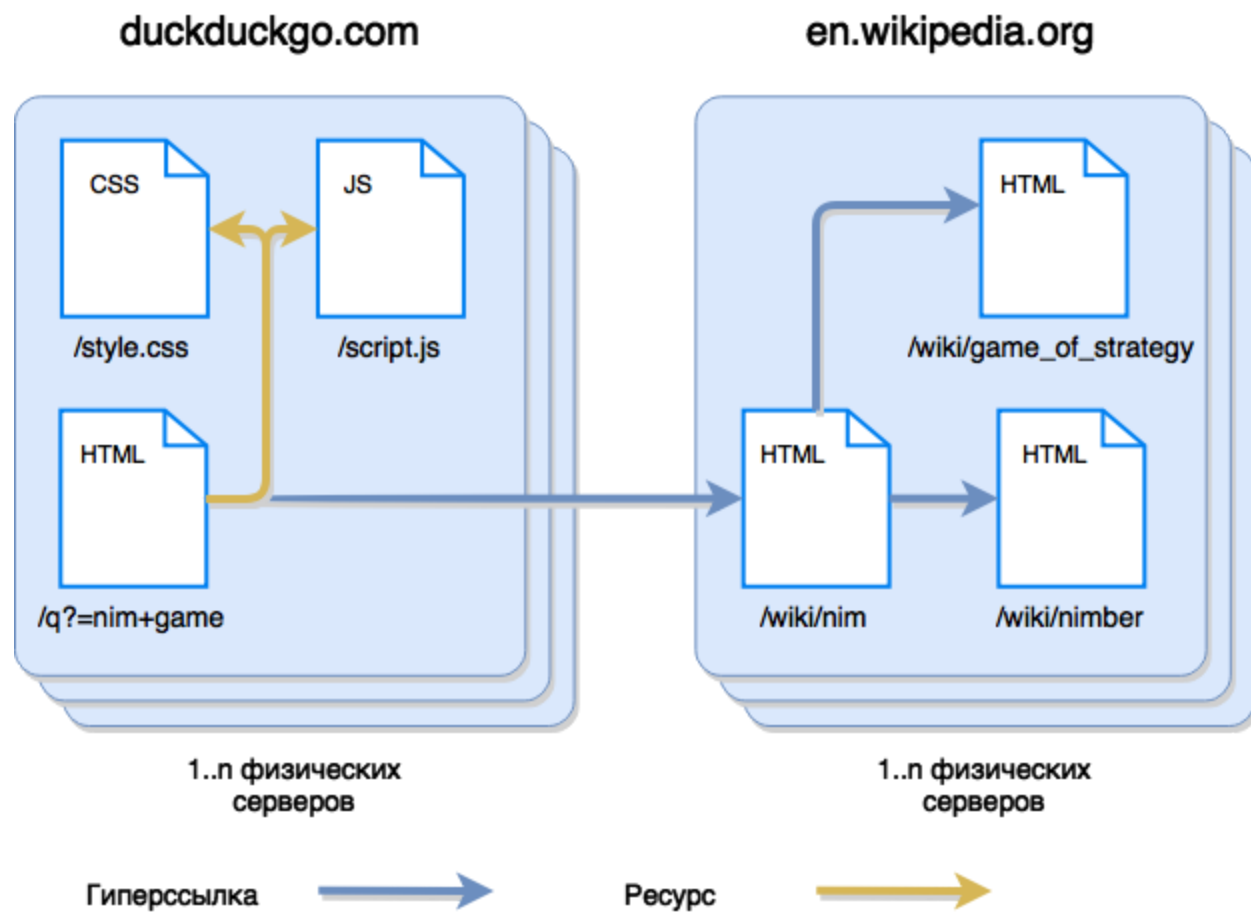 duckduckgo.com
en.wikipedia.org
CSS
JS
/style.css
/script.js
HTML
/q?=nim+game
HTML
/wiki/game_of_strategy
HTML
HTML
/wiki/nim
/wiki/nimber
1..n физических
серверов
1..n физических
серверов
Гиперссылка
Ресурс